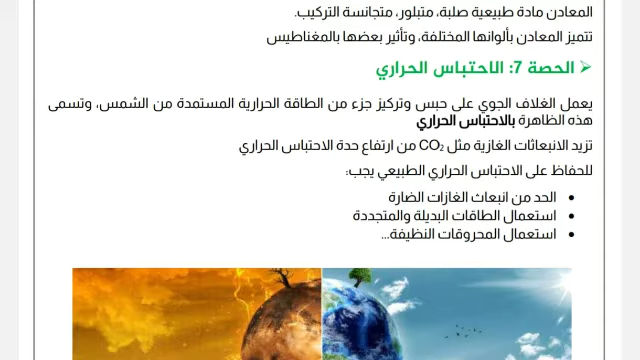 المعادن مادة طبيعية صلبة، متبلور، متجانسة التركيب.
تتميز المعادن بألوانها المختلفة، وتأثير بعضها بالمغناطيس
الحصة 7: الاحتباس الحراري
يعمل الغلاف الجوي على حبس وتركيز جزء من الطاقة الحرارية المستمدة من الشمس، وتسمى
هذه الظاهرة بالاحتباس الحراري
تزيد الانبعاثات الغازية مثل CO₂ من ارتفاع حدة الاحتباس الحراري
للحفاظ على الاحتباس الحراري الطبيعي يجب:
• الحد من انبعاث الغازات الضارة
• استعمال الطاقات البديلة والمتجددة
• استعمال المحروقات النظيفة...